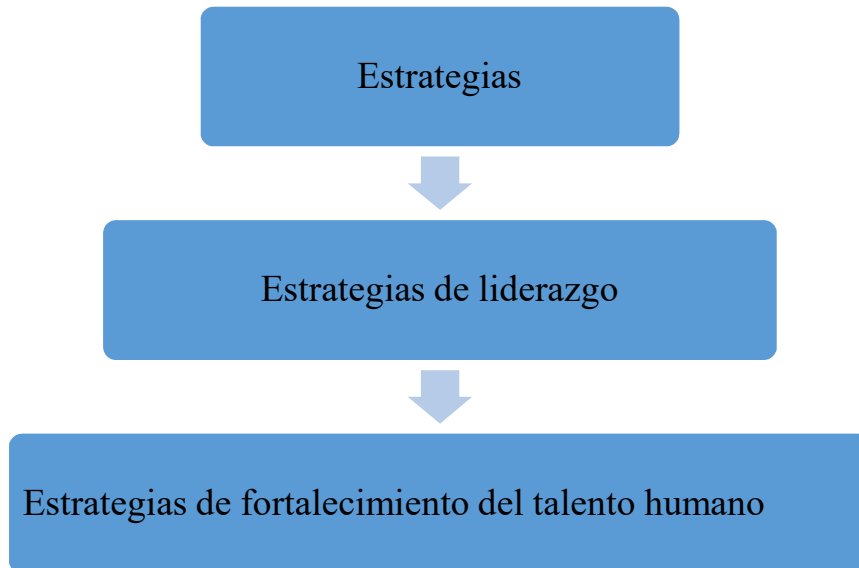 Estrategias
Estrategias de liderazgo
Estrategias de fortalecimiento del talento humano